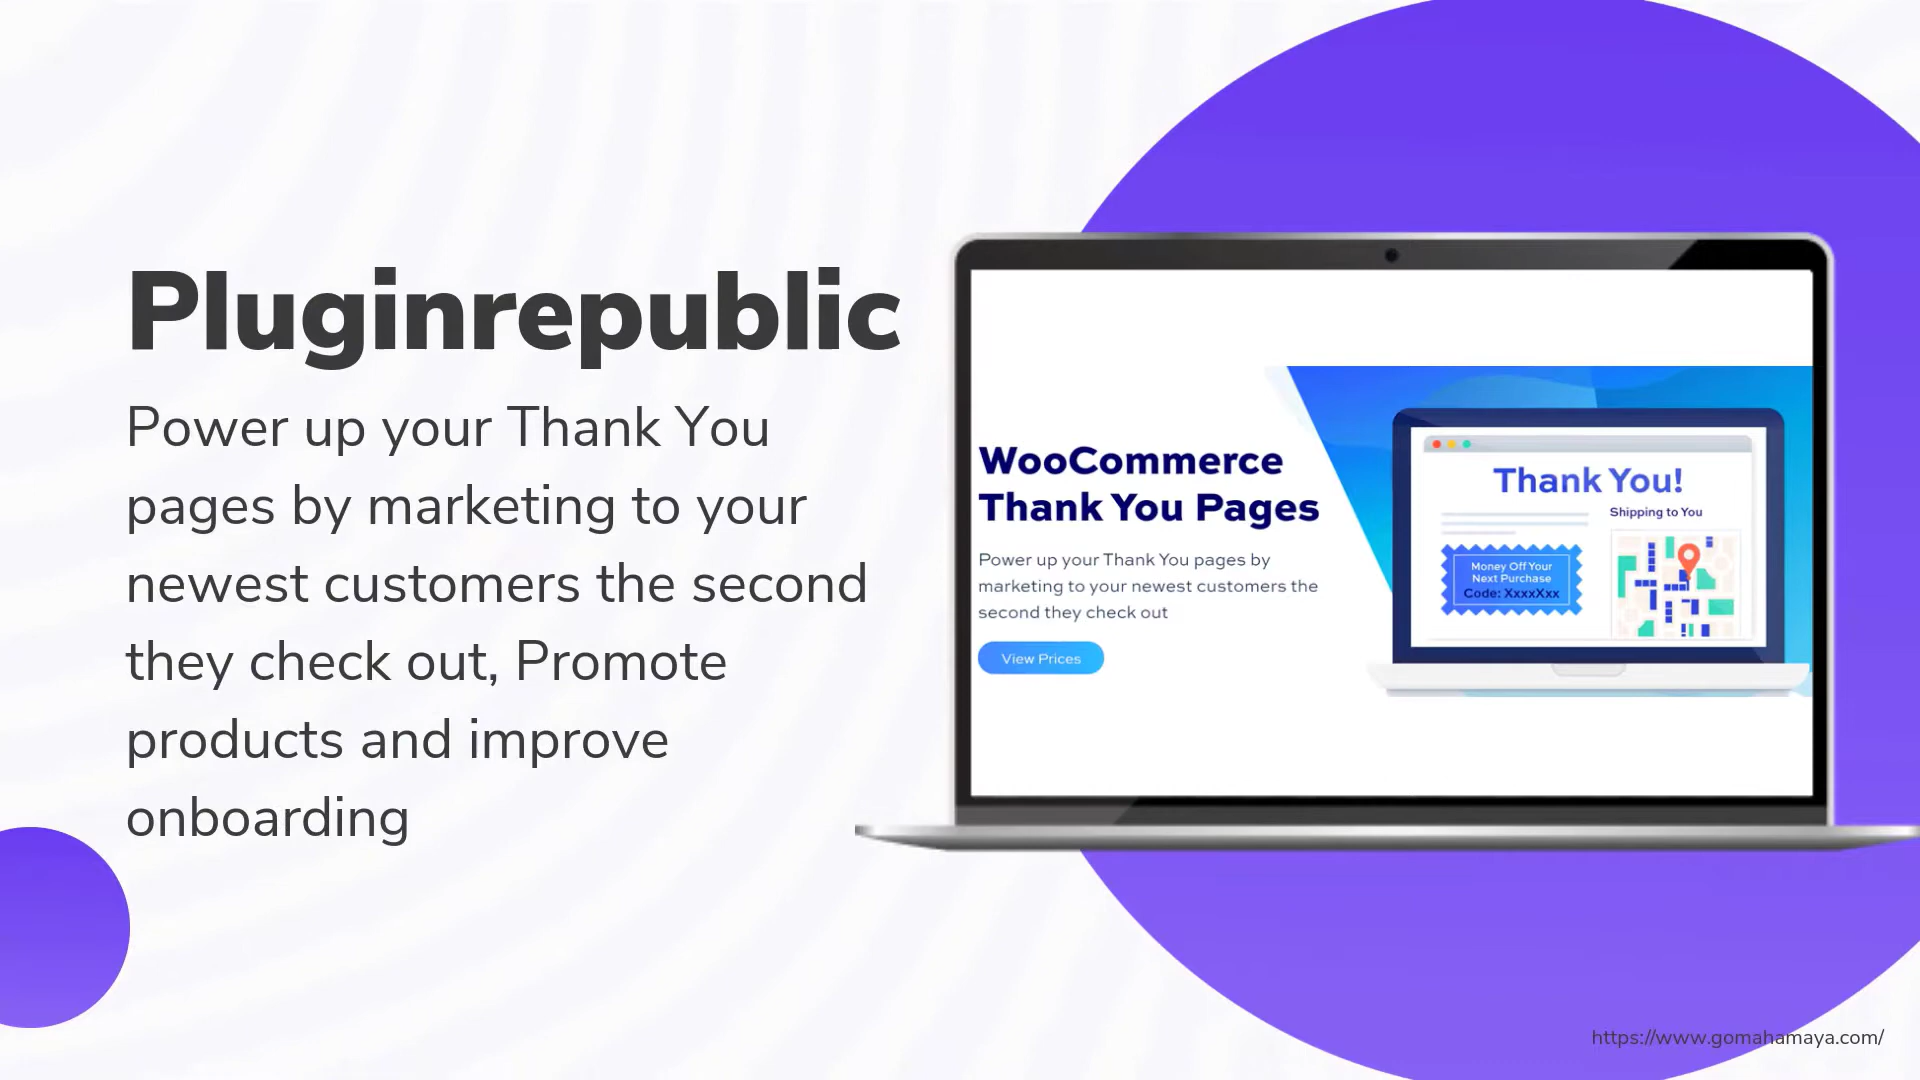 Pluginrepublic
Power up your Thank You
pages by marketing to your
newest customers the second
they check out, Promote
products and improve
onboarding
WooCommerce
Thank You Pages
Power up your Thank You pages by
marketing to your newest customers the
second they check out
View Prices
Thank You!
Shipping to You
Money Off Your
Next Purchase
Code: XxxxXxx
https://www.gomahamaya.com/